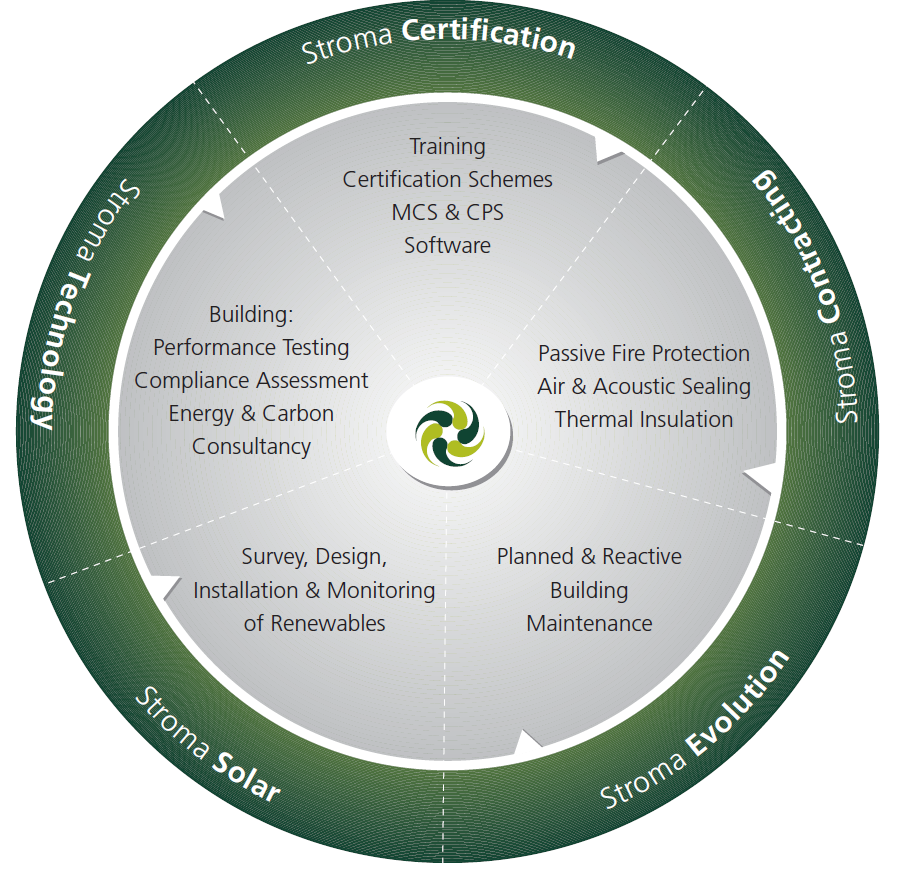 Stroma Certification
Training
Certification Schemes
MCS & CPS
Software
Stroma Contracting
Passive Fire Protection
Air & Acoustic Sealing
Thermal Insulation
Stroma Evolution
Planned & Reactive
Building
Maintenance
Stroma Solar
Survey, Design,
Installation & Monitoring
of Renewables
Stroma Technology
Building:
Performance Testing
Compliance Assessment
Energy & Carbon
Consultancy